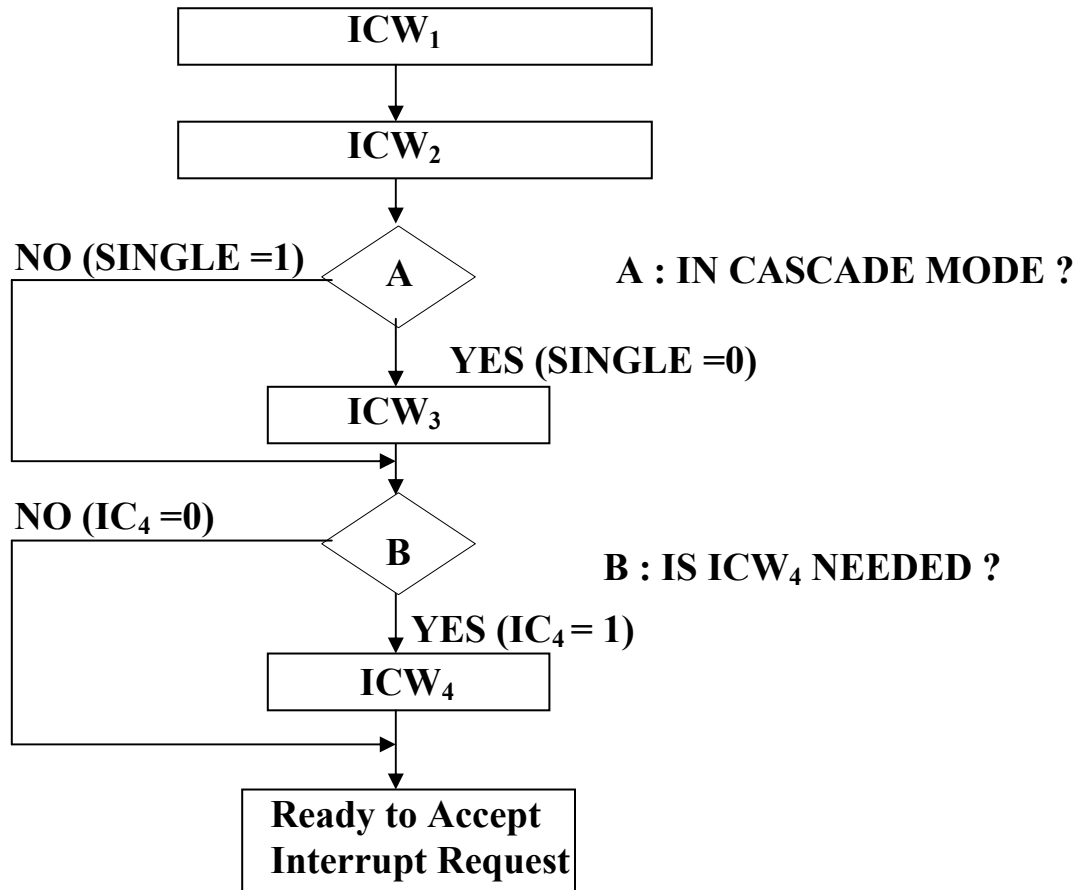 ICW₁
ICW₂
NO (SINGLE =1)
A
A : IN CASCADE MODE ?
YES (SINGLE =0)
ICW₃
NO (IC₄ =0)
B
B : IS ICW₄ NEEDED ?
YES (IC₄ = 1)
ICW₄
Ready to Accept
Interrupt Request